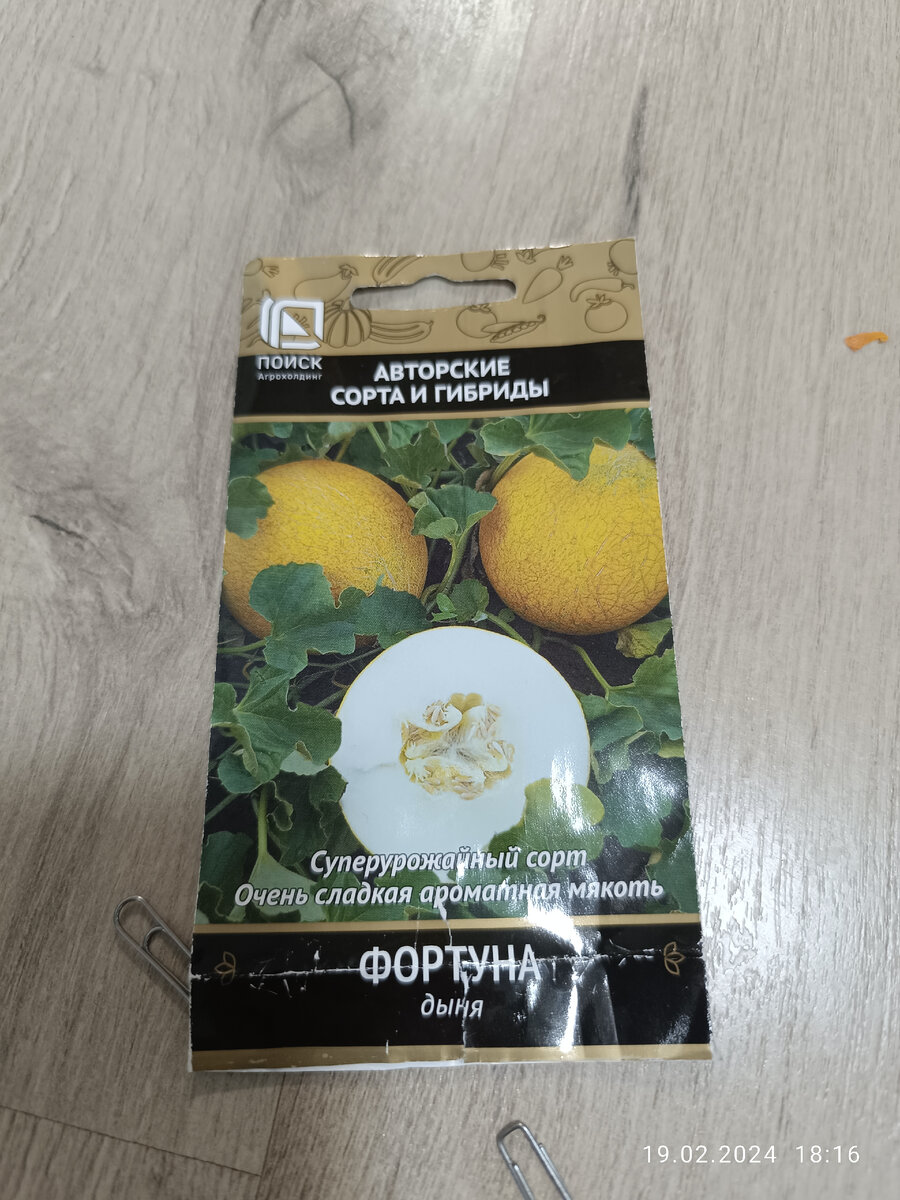 ПОИСК
Агрохолдинг
АВТОРСКИЕ
СОРТА И ГИБРИДЫ
Суперурожайный сорт
Очень сладкая ароматная мякоть
ФОРТУНА
дыня
19.02.2024 18:16